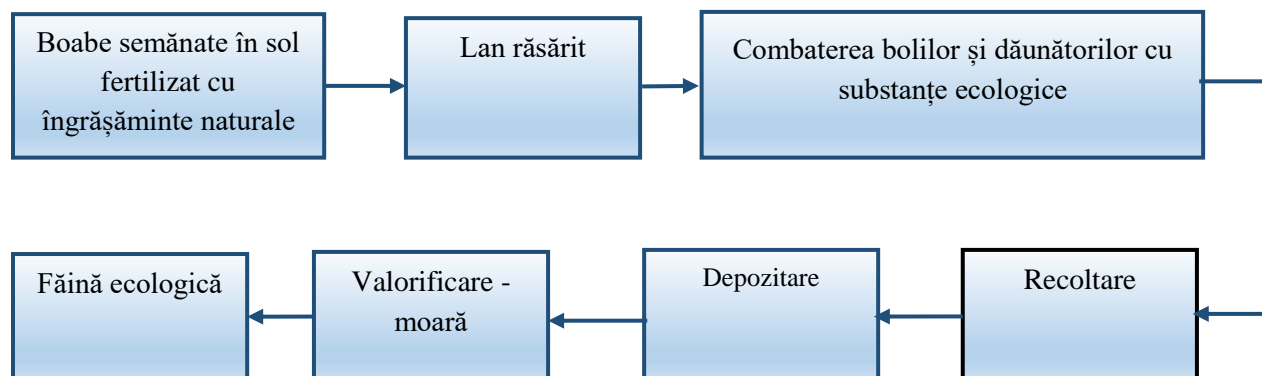 Boabe semănate în sol
fertilizat cu
îngrășăminte naturale
Lan răsărit
Combaterea bolilor și dăunătorilor cu
substanțe ecologice
Făină ecologică
Valorificare -
moară
Depozitare
Recoltare